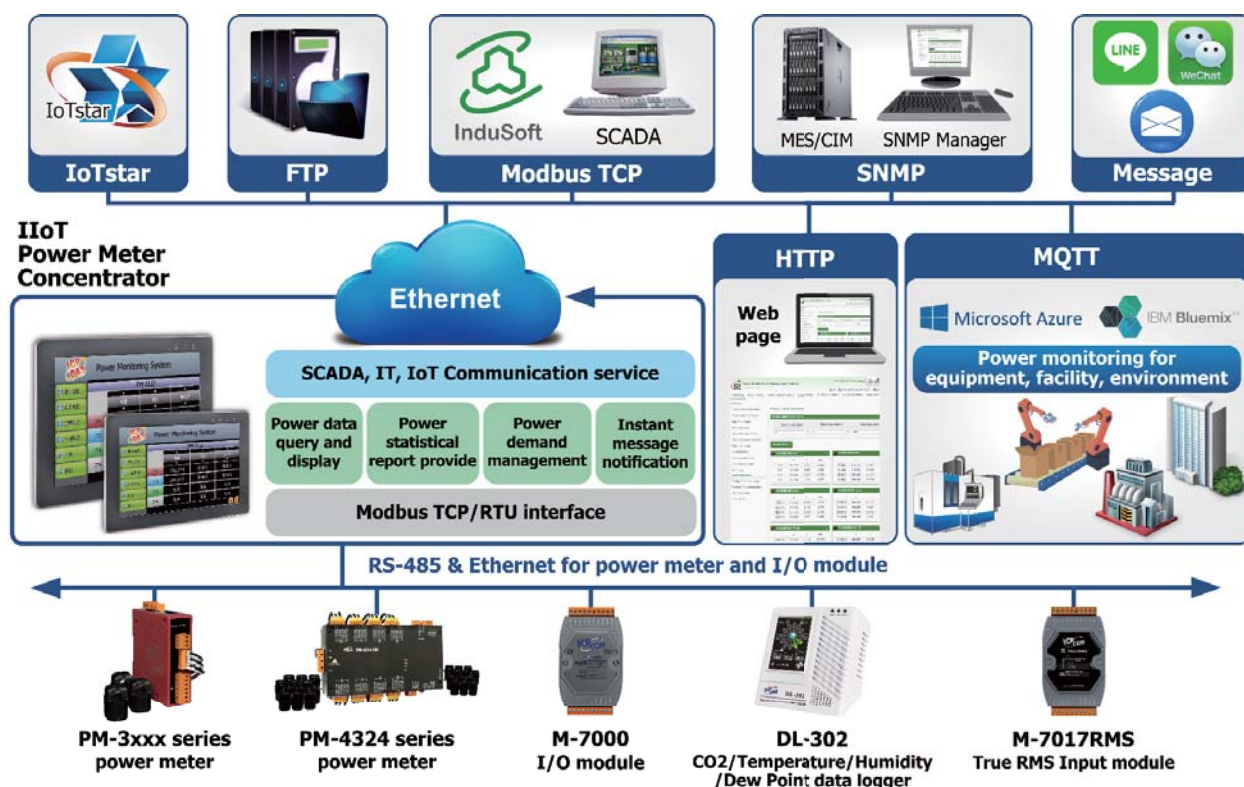 IoTstar
IoTstar
FTP
InduSoft
SCADA
Modbus TCP
MES/CIM
SNMP Manager
SNMP
LINE
WeChat
Message
IIoT
Power Meter
Concentrator
Ethernet
Power Monitoring System
Power Monitoring System
SCADA, IT, IoT Communication service
Power data
query and
display
Power
statistical
report provide
Power
demand
management
Instant
message
notification
Modbus TCP/RTU interface
HTTP
Web
page
MQTT
Microsoft Azure
IBM Bluemix
Power monitoring for
equipment, facility, environment
RS-485 & Ethernet for power meter and I/O module
PM-3xxx series
power meter
PM-4324 series
power meter
M-7000
I/O module
DL-302
CO2/Temperature/Humidity
/Dew Point data logger
M-7017RMS
True RMS Input module